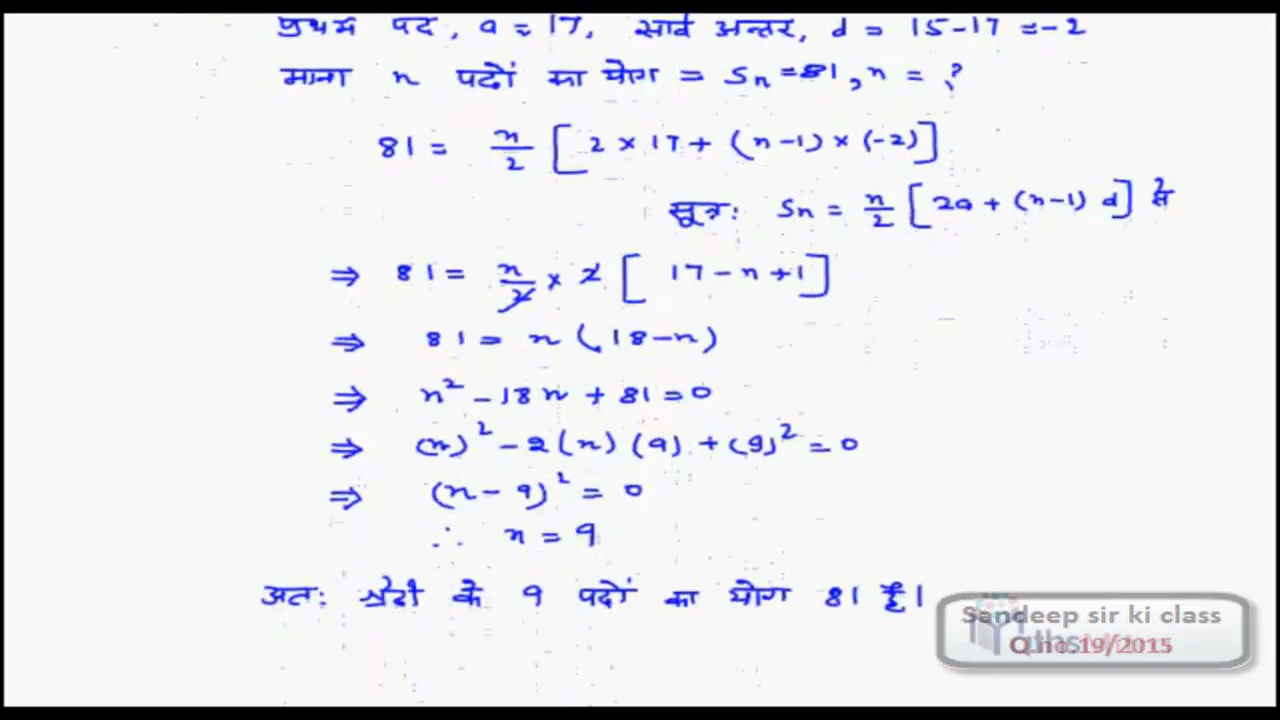 प्रथम पद, a = 17, सार्व अन्तर, d = 15-17 = -2
माना n पदों का योग = Sn = 81, n = ?
81 = n/2 [2 × 17 + (n-1) × (-2)]
सूत्र: Sn = n/2 [2a + (n-1) d] से
⇒ 81 = n/2 × 2 [17 - n + 1]
⇒ 81 = n (18-n)
⇒ n² - 18n + 81 = 0
⇒ (n)² - 2(n)(9) + (9)² = 0
⇒ (n - 9)² = 0
∴ n = 9
अतः श्रेढी के 9 पदों का योग 81 है।
Sandeep sir ki class
Q.no.19/2015